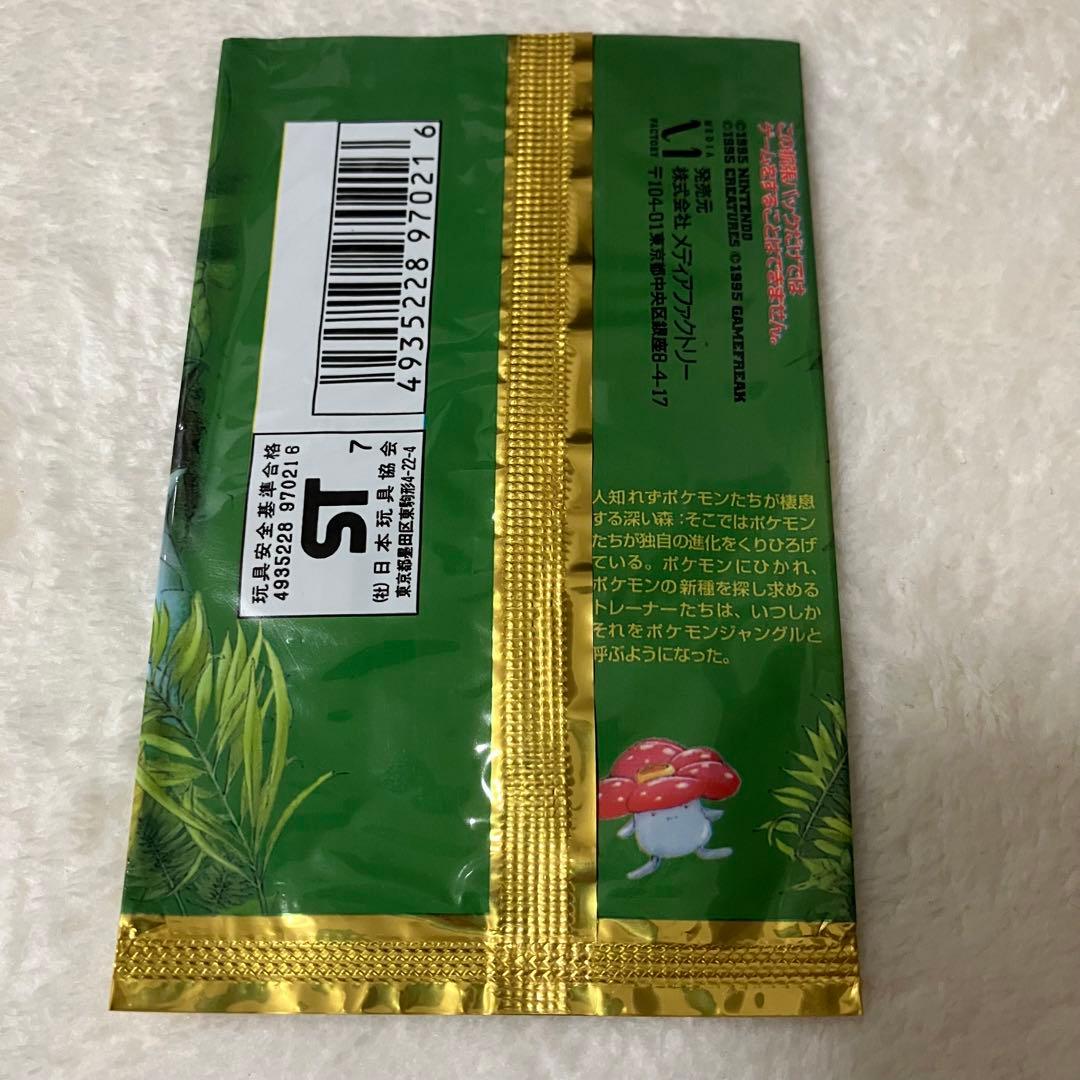 この拡張パックだけでは
ゲームをすることはできません。
©1995 NINTENDO
©1995 CREATURES ©1995 GAMEFREAK
MEDIA
FACTORY
発売元
株式会社 メディアファクトリー
〒104-01東京都中央区銀座8-4-17
4935228 970216
玩具安全基準合格
4935228 970216
ST
7
(社)日本玩具協会
東京都墨田区東駒形4-22-4
人知れずポケモンたちが棲息
する深い森:そこではポケモン
たちが独自の進化をくりひろげ
ている。ポケモンにひかれ、
ポケモンの新種を探し求める
トレーナーたちは、いつしか
それをポケモンジャングルと
呼ぶようになった。